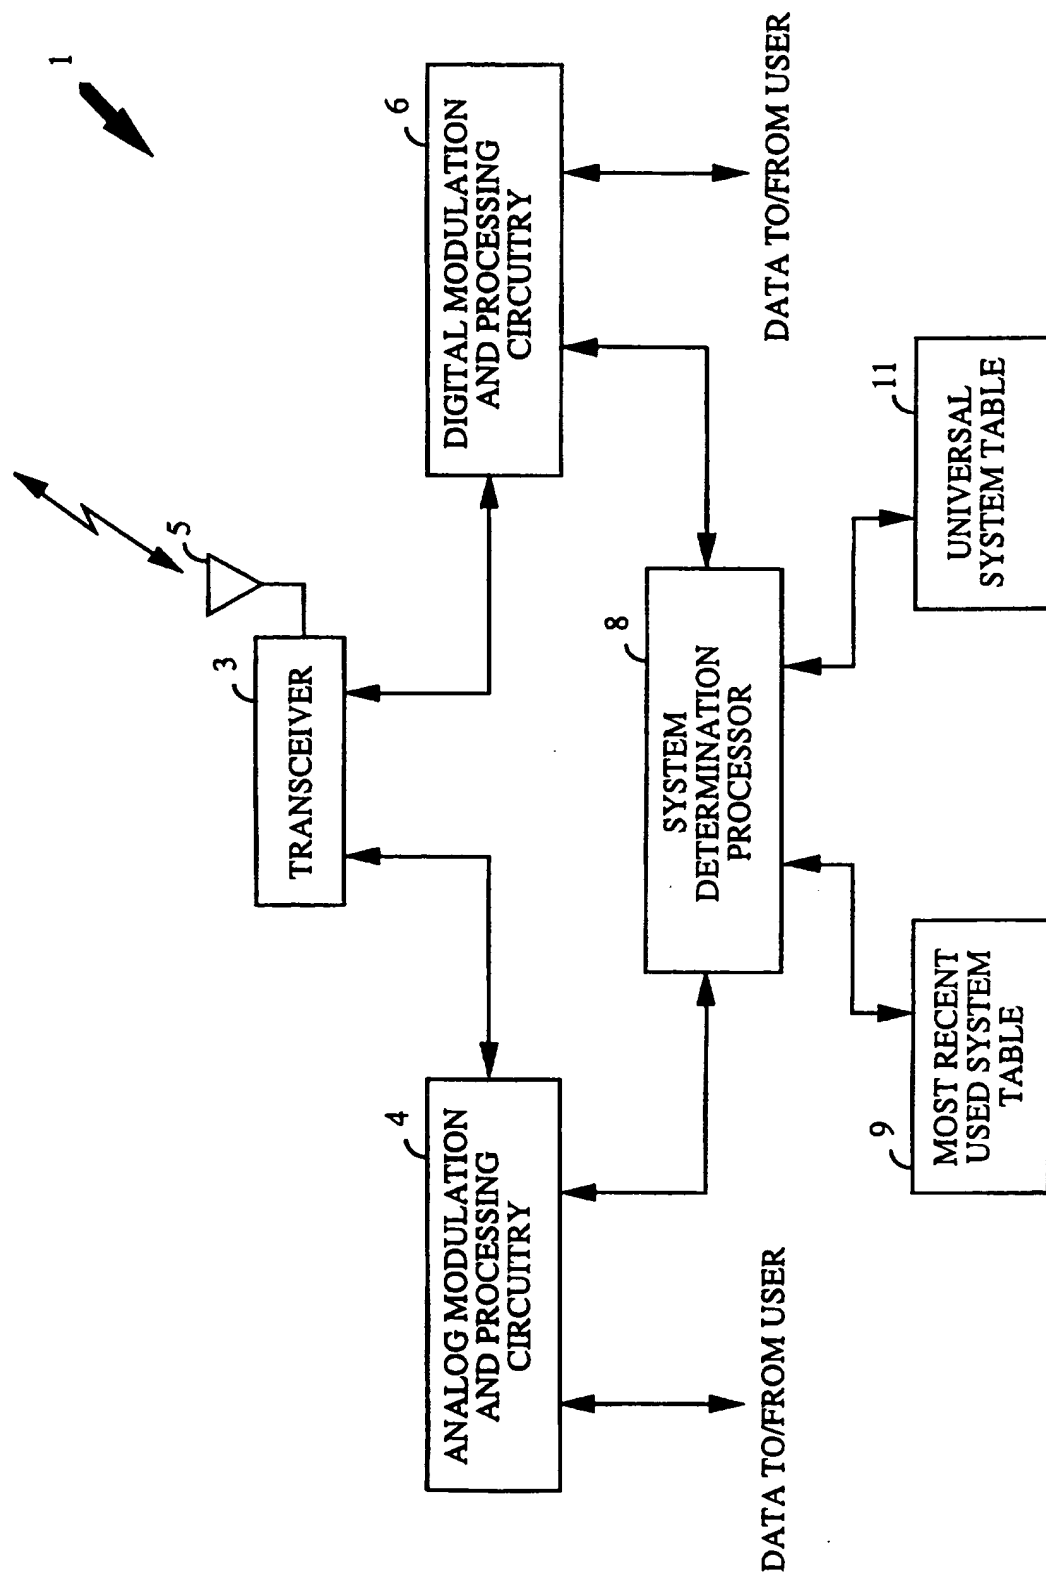 1
5
3
TRANSCEIVER
4
ANALOG MODULATION
AND PROCESSING
CIRCUITRY
6
DIGITAL MODULATION
AND PROCESSING
CIRCUITRY
8
SYSTEM
DETERMINATION
PROCESSOR
DATA TO/FROM USER
DATA TO/FROM USER
9
MOST RECENT
USED SYSTEM
TABLE
11
UNIVERSAL
SYSTEM TABLE